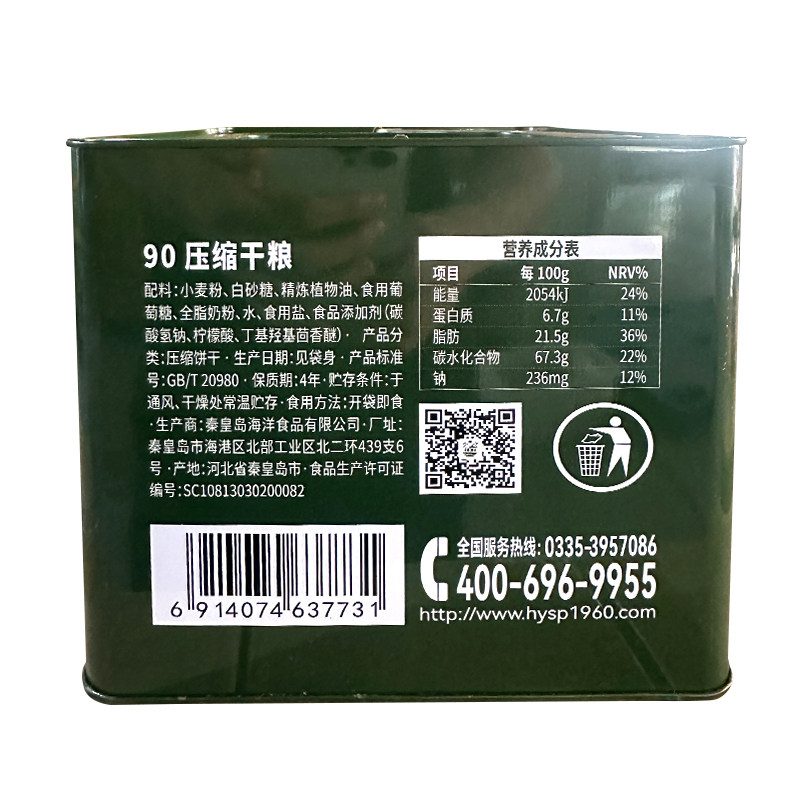 90 压缩干粮
配料:小麦粉、白砂糖、精炼植物油、食用葡
萄糖、全脂奶粉、水、食用盐、食品添加剂(碳
酸氢钠、柠檬酸、丁基羟基茴香醚)· 产品分
类:压缩饼干·生产日期:见袋身·产品标准
号:GB/T 20980·保质期:4年·贮存条件:于
通风、干燥处常温贮存·食用方法:开袋即食
·生产商:秦皇岛海洋食品有限公司·厂址:
秦皇岛市海港区北部工业区北二环439支6
号·产地:河北省秦皇岛市·食品生产许可证
编号:SC10813030200082
营养成分表
项目 每 100g NRV%
能量 2054kJ 24%
蛋白质 6.7g 11%
脂肪 21.5g 36%
碳水化合物 67.3g 22%
钠 236mg 12%
6 914074 637731
全国服务热线:0335-3957086
400-696-9955
http://www.hysp1960.com